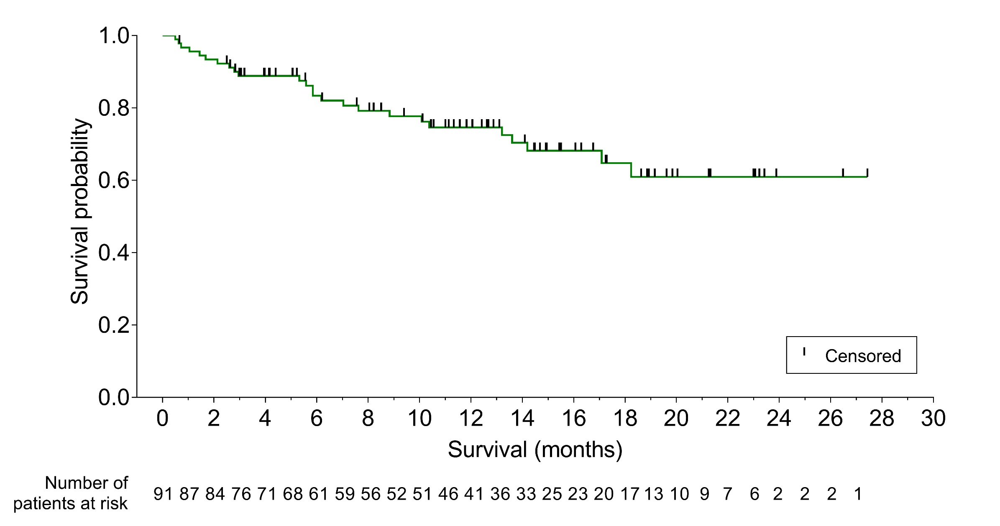 1.0
0.8
0.6
0.4
0.2
0.0
Survival probability
Censored
0 2 4 6 8 10 12 14 16 18 20 22 24 26 28 30
Survival (months)
Number of
patients at risk
91 87 84 76 71 68 61 59 56 52 51 46 41 36 33 25 23 20 17 13 10 9 7 6 2 2 2 1